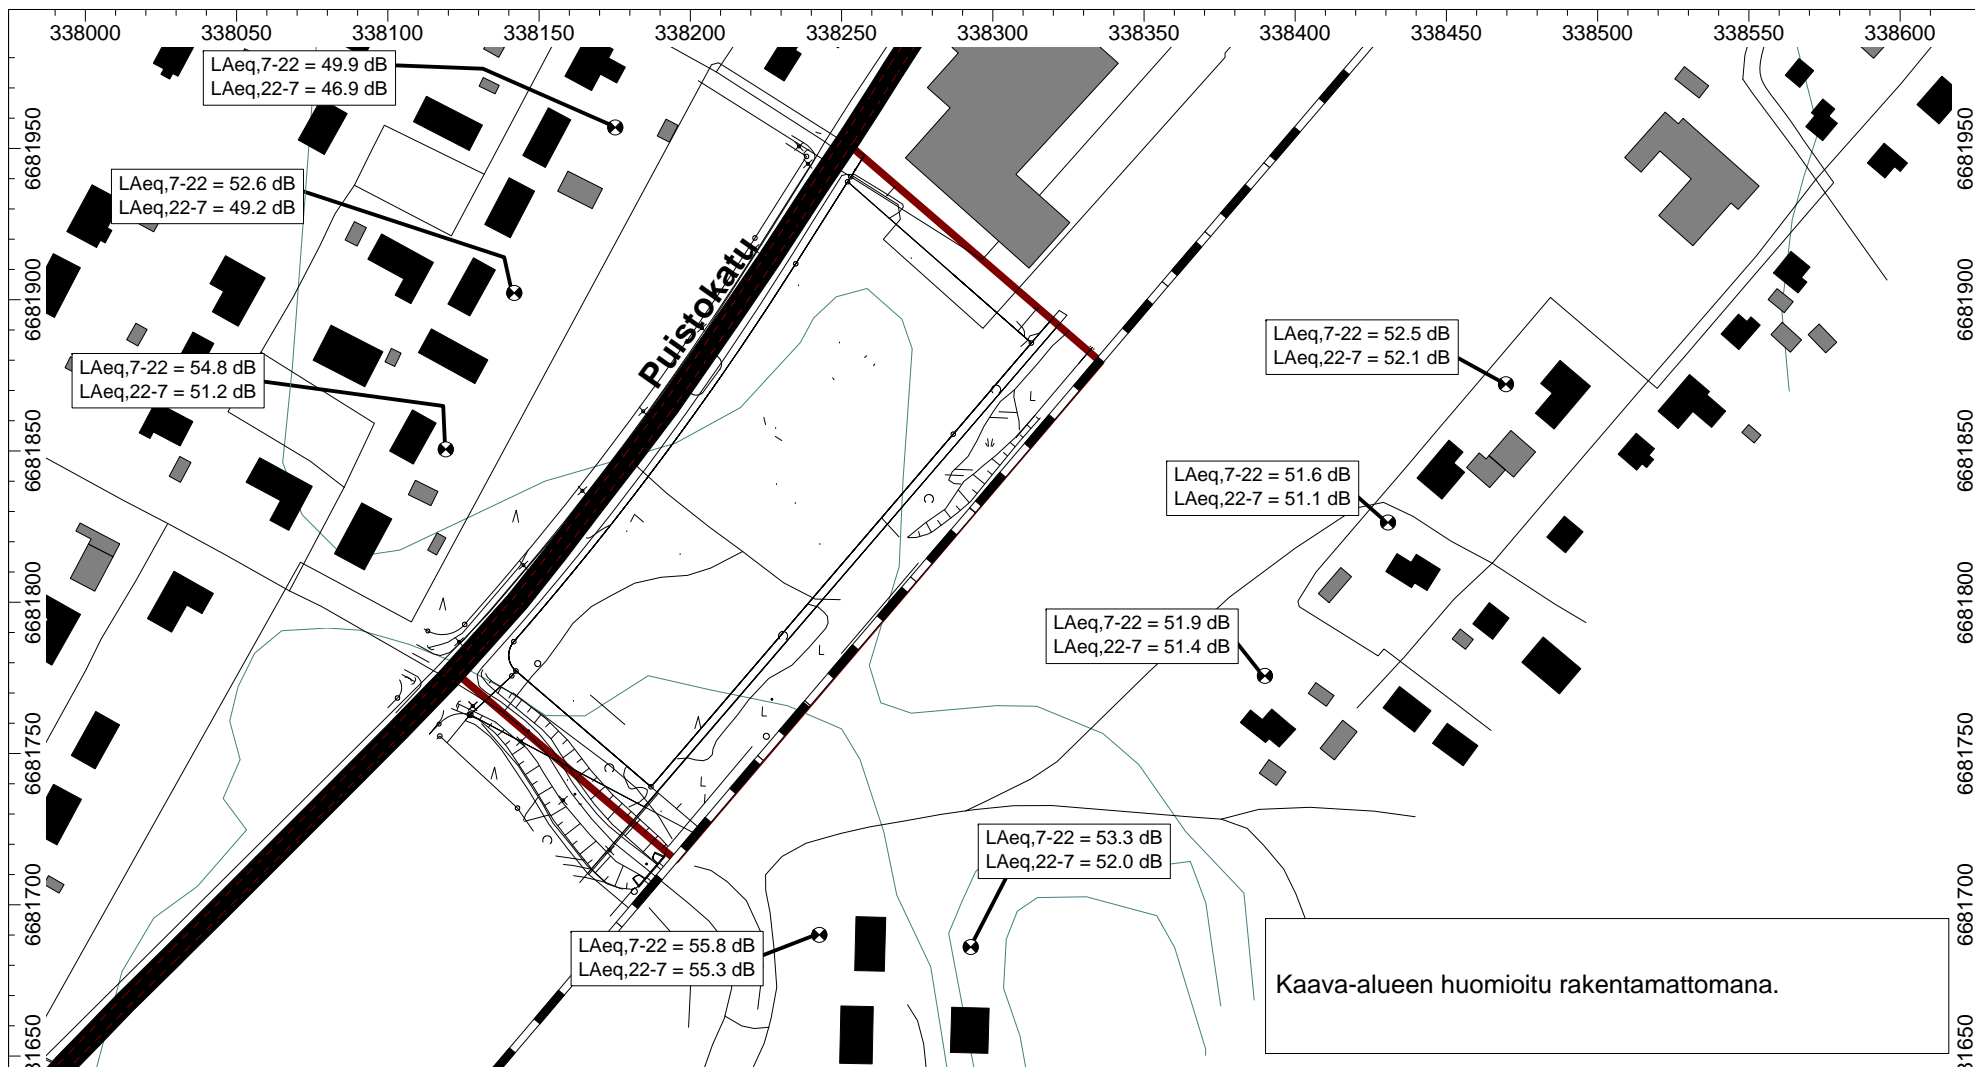 338000 338050 338100 338150 338200 338250 338300 338350 338400 338450 338500 338550 338600
LAeq,7-22 = 49.9 dB
LAeq,22-7 = 46.9 dB
6681950
6681950
LAeq,7-22 = 52.6 dB
LAeq,22-7 = 49.2 dB
Puistokatu
6681900
6681900
LAeq,7-22 = 52.5 dB
LAeq,22-7 = 52.1 dB
LAeq,7-22 = 54.8 dB
LAeq,22-7 = 51.2 dB
6681850
6681850
LAeq,7-22 = 51.6 dB
LAeq,22-7 = 51.1 dB
6681800
6681800
LAeq,7-22 = 51.9 dB
LAeq,22-7 = 51.4 dB
6681750
6681750
LAeq,7-22 = 53.3 dB
LAeq,22-7 = 52.0 dB
6681700
6681700
LAeq,7-22 = 55.8 dB
LAeq,22-7 = 55.3 dB
Kaava-alueen huomioitu rakentamattomana.
81650
81650